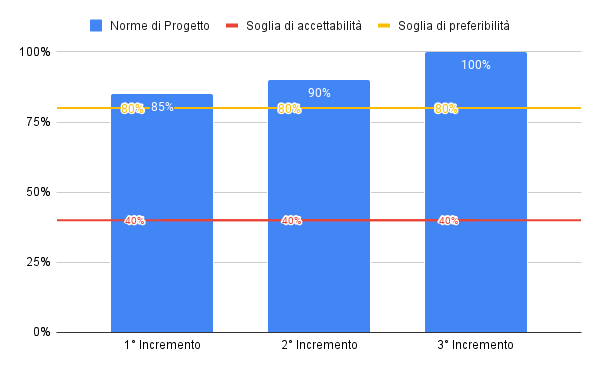 Norme di Progetto Soglia di accettabilità Soglia di preferibilità
100%
75%
50%
25%
0%
85%
90%
100%
80% 80% 80%
40% 40% 40%
1° Incremento 2° Incremento 3° Incremento